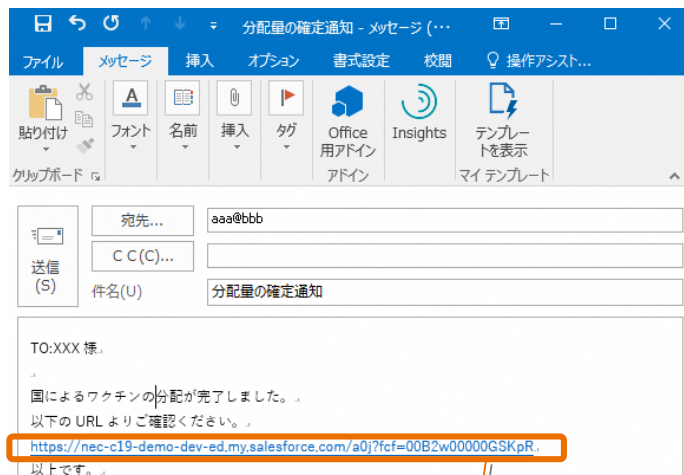 分配量の確定通知 - メッセージ (…
ファイル メッセージ 挿入 オプション 書式設定 校閲 操作アシスト...
貼り付け フォント 名前 挿入 タグ Office 用アドイン Insights テンプレートを表示
クリップボード アドイン マイ テンプレート
宛先... aaa@bbb
C C(C)...
送信
(S)
件名(U) 分配量の確定通知
TO:XXX 様
国によるワクチンの分配が完了しました。
以下の URL よりご確認ください。
https://nec-c19-demo-dev-ed.my.salesforce.com/a0j?fcf=00B2w00000GSKpR
以上です。